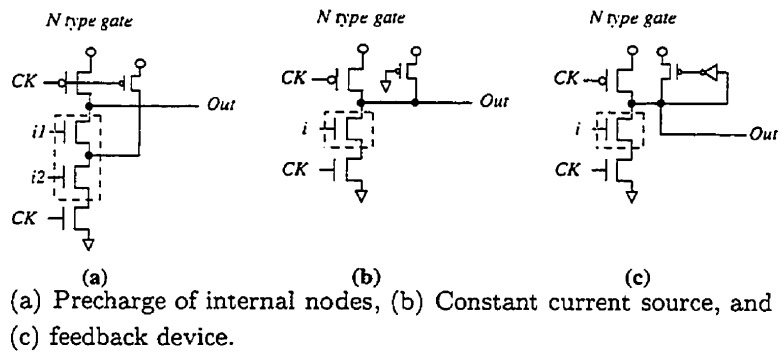 N type gate
N type gate
N type gate
CK
Out
i1
i2
CK
CK
Out
i
CK
CK
Out
i
CK
(a)
(b)
(c)
(a) Precharge of internal nodes, (b) Constant current source, and
(c) feedback device.